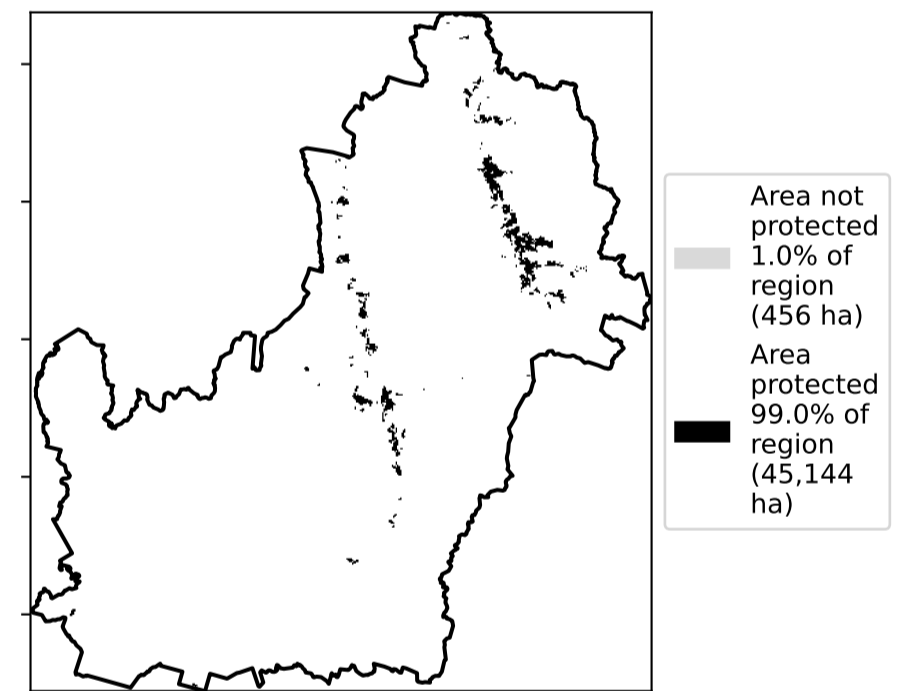 Area not
protected
1.0% of
region
(456 ha)
Area
protected
99.0% of
region
(45,144
ha)